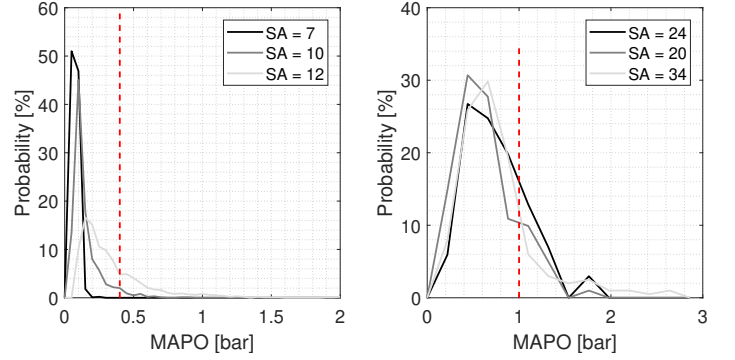 60
50
40
30
20
10
0
Probability [%]
SA = 7
SA = 10
SA = 12
0 0.5 1 1.5 2
MAPO [bar]
40
30
20
10
0
Probability [%]
SA = 24
SA = 20
SA = 34
0 1 2 3
MAPO [bar]